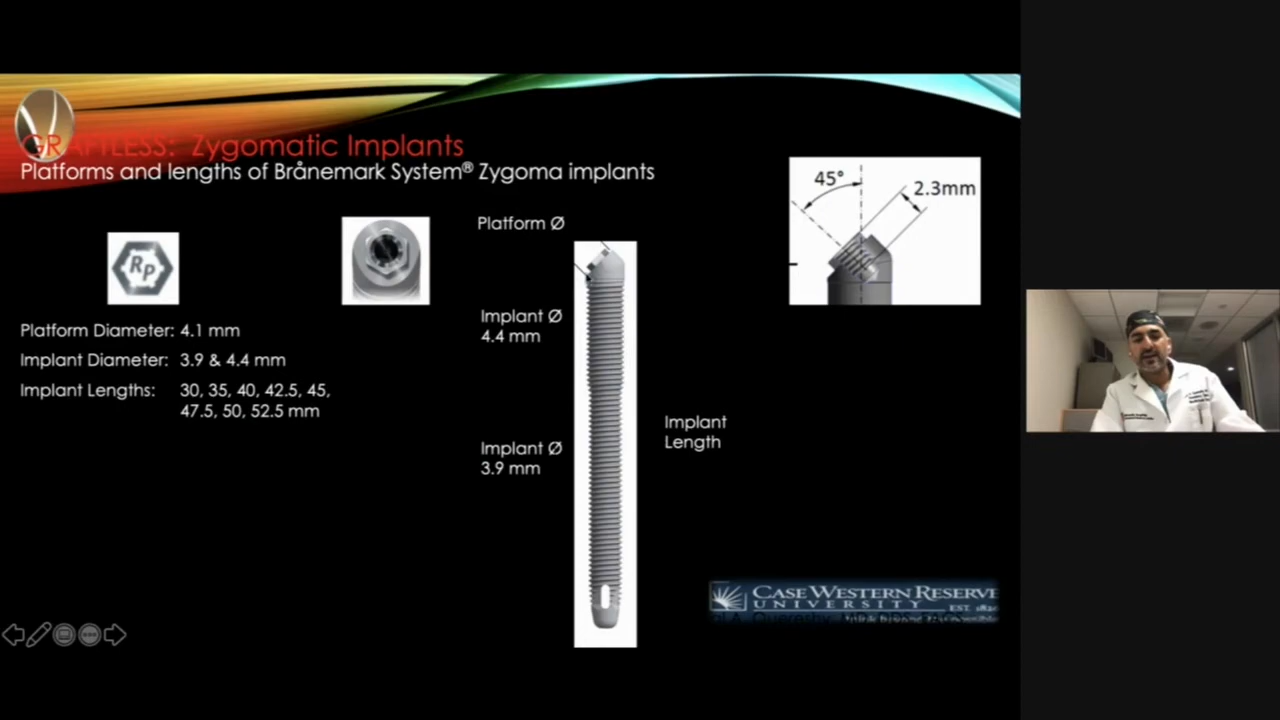 GRAFTLESS: Zygomatic Implants
Platforms and lengths of Brånemark System® Zygoma implants
Platform Ø
45°
2.3mm
RP
Implant Ø
4.4 mm
Platform Diameter: 4.1 mm
Implant Diameter: 3.9 & 4.4 mm
Implant Lengths: 30, 35, 40, 42.5, 45,
47.5, 50, 52.5 mm
Implant
Length
Implant Ø
3.9 mm
CASE WESTERN RESERVE
UNIVERSITY